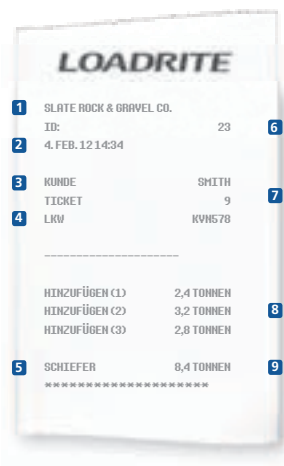 LOADRITE
1 SLATE ROCK & GRAVEL CO.
ID: 23 6
2 4. FEB. 12 14:34
3 KUNDE SMITH
TICKET 9 7
4 LKW KVN578
--------------------
HINZUFÜGEN (1) 2,4 TONNEN
HINZUFÜGEN (2) 3,2 TONNEN 8
HINZUFÜGEN (3) 2,8 TONNEN
5 SCHIEFER 8,4 TONNEN 9
********************